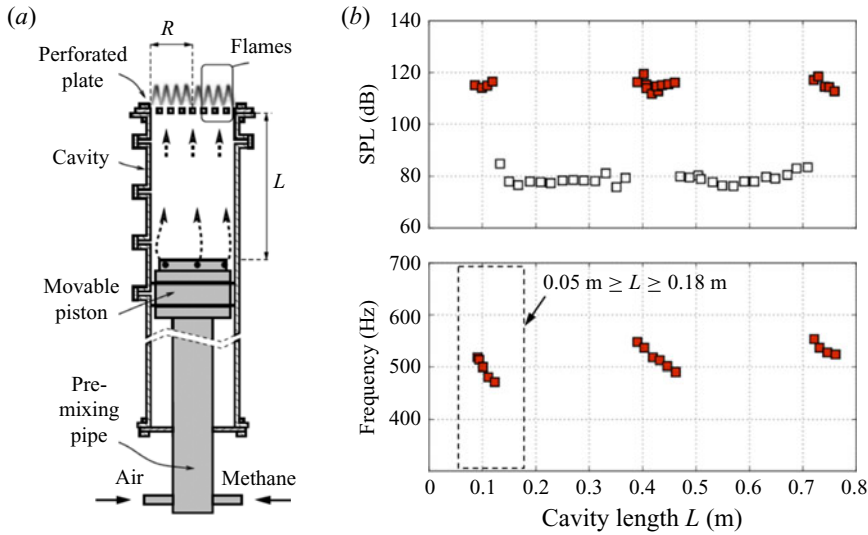 (a)
R
Flames
Perforated
plate
Cavity
L
Movable
piston
Pre-
mixing
pipe
Air
Methane
(b)
140
120
100
80
60
SPL (dB)
700
600
500
400
Frequency (Hz)
0.05 m ≥ L ≥ 0.18 m
0 0.1 0.2 0.3 0.4 0.5 0.6 0.7 0.8
Cavity length L (m)